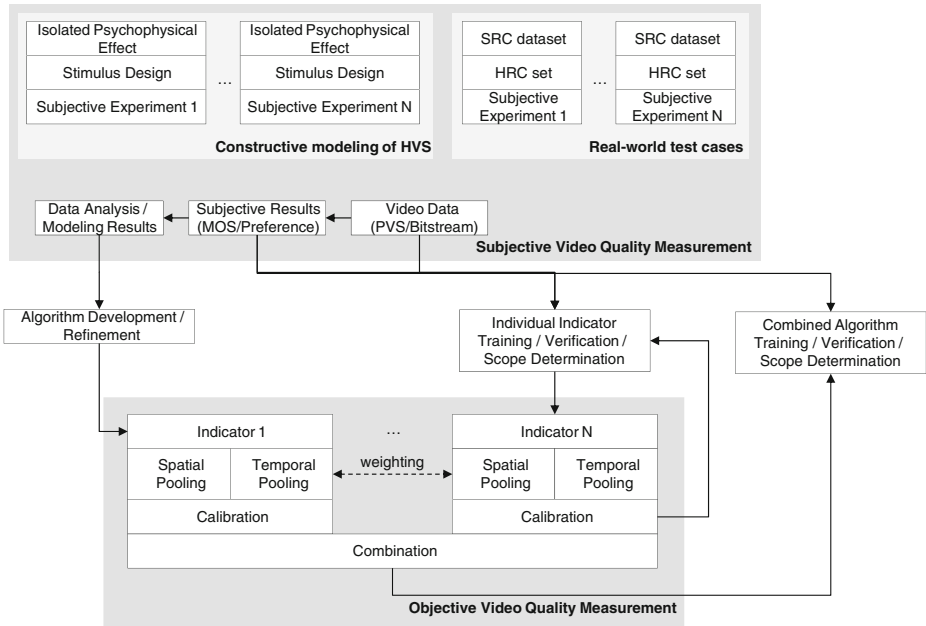 Isolated Psychophysical
Effect
Stimulus Design
Subjective Experiment 1
...
Isolated Psychophysical
Effect
Stimulus Design
Subjective Experiment N
Constructive modeling of HVS
SRC dataset
HRC set
Subjective
Experiment 1
...
SRC dataset
HRC set
Subjective
Experiment N
Real-world test cases
Data Analysis /
Modeling Results
Subjective Results
(MOS/Preference)
Video Data
(PVS/Bitstream)
Subjective Video Quality Measurement
Algorithm Development /
Refinement
Individual Indicator
Training / Verification /
Scope Determination
Combined Algorithm
Training / Verification /
Scope Determination
Indicator 1
Spatial
Pooling
Temporal
Pooling
Calibration
...
weighting
Indicator N
Spatial
Pooling
Temporal
Pooling
Calibration
Combination
Objective Video Quality Measurement